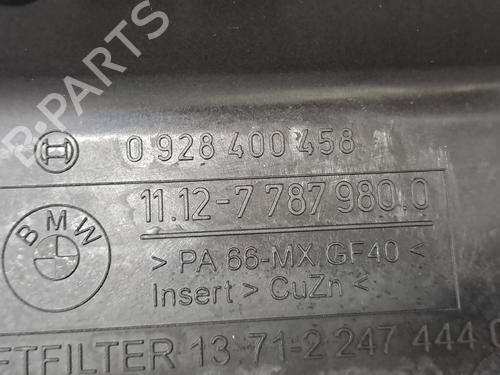 0 928 400 458
11.12-7 787 980.0
BMW
> PA 66-MX/GF40 <
Insert > CuZn <
FTFILTER 13 71-2 247 444 0
B-PARTS